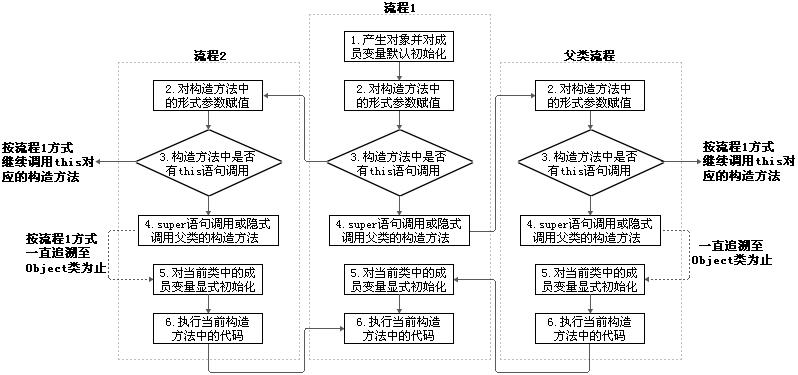 流程1
1. 产生对象并对成
员变量默认初始化
2. 对构造方法中
的形式参数赋值
3. 构造方法中是否
有this语句调用
4. super语句调用或隐式
调用父类的构造方法
5. 对当前类中的成
员变量显式初始化
6. 执行当前构造
方法中的代码
流程2
2. 对构造方法中
的形式参数赋值
3. 构造方法中是否
有this语句调用
按流程1方式
继续调用this对
应的构造方法
4. super语句调用或隐式
调用父类的构造方法
按流程1方式
一直追溯至
Object类为止
5. 对当前类中的成
员变量显式初始化
6. 执行当前构造
方法中的代码
父类流程
2. 对构造方法中
的形式参数赋值
3. 构造方法中是否
有this语句调用
按流程1方式
继续调用this对
应的构造方法
4. super语句调用或隐式
调用父类的构造方法
一直追溯至
Object类为止
5. 对当前类中的成
员变量显式初始化
6. 执行当前构造
方法中的代码